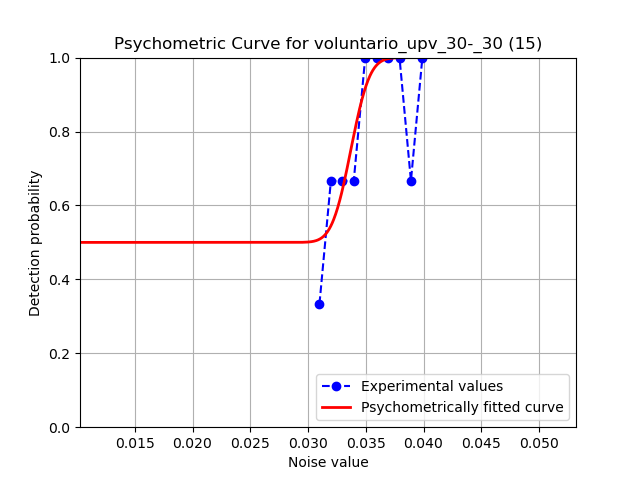 Psychometric Curve for voluntario_upv_30-_30 (15)
1.0
0.8
0.6
0.4
0.2
0.0
Detection probability
0.015 0.020 0.025 0.030 0.035 0.040 0.045 0.050
Noise value
Experimental values
Psychometrically fitted curve